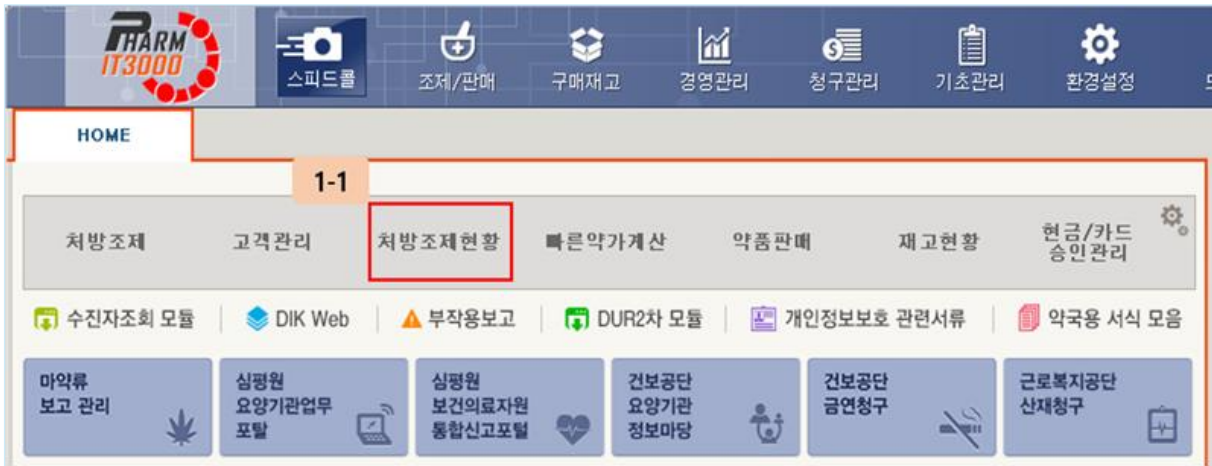 PHARM
IT3000
스피드콜 조제/판매 구매재고 경영관리 청구관리 기초관리 환경설정
HOME
1-1
처방조제 고객관리 처방조제현황 빠른약가계산 약품판매 재고현황 현금/카드
승인관리
수진자조회 모듈 DIK Web 부작용보고 DUR2차 모듈 개인정보보호 관련서류 약국용 서식 모음
마약류
보고 관리
심평원
요양기관업무
포탈
심평원
보건의료자원
통합신고포털
건보공단
요양기관
정보마당
건보공단
금연청구
근로복지공단
산재청구